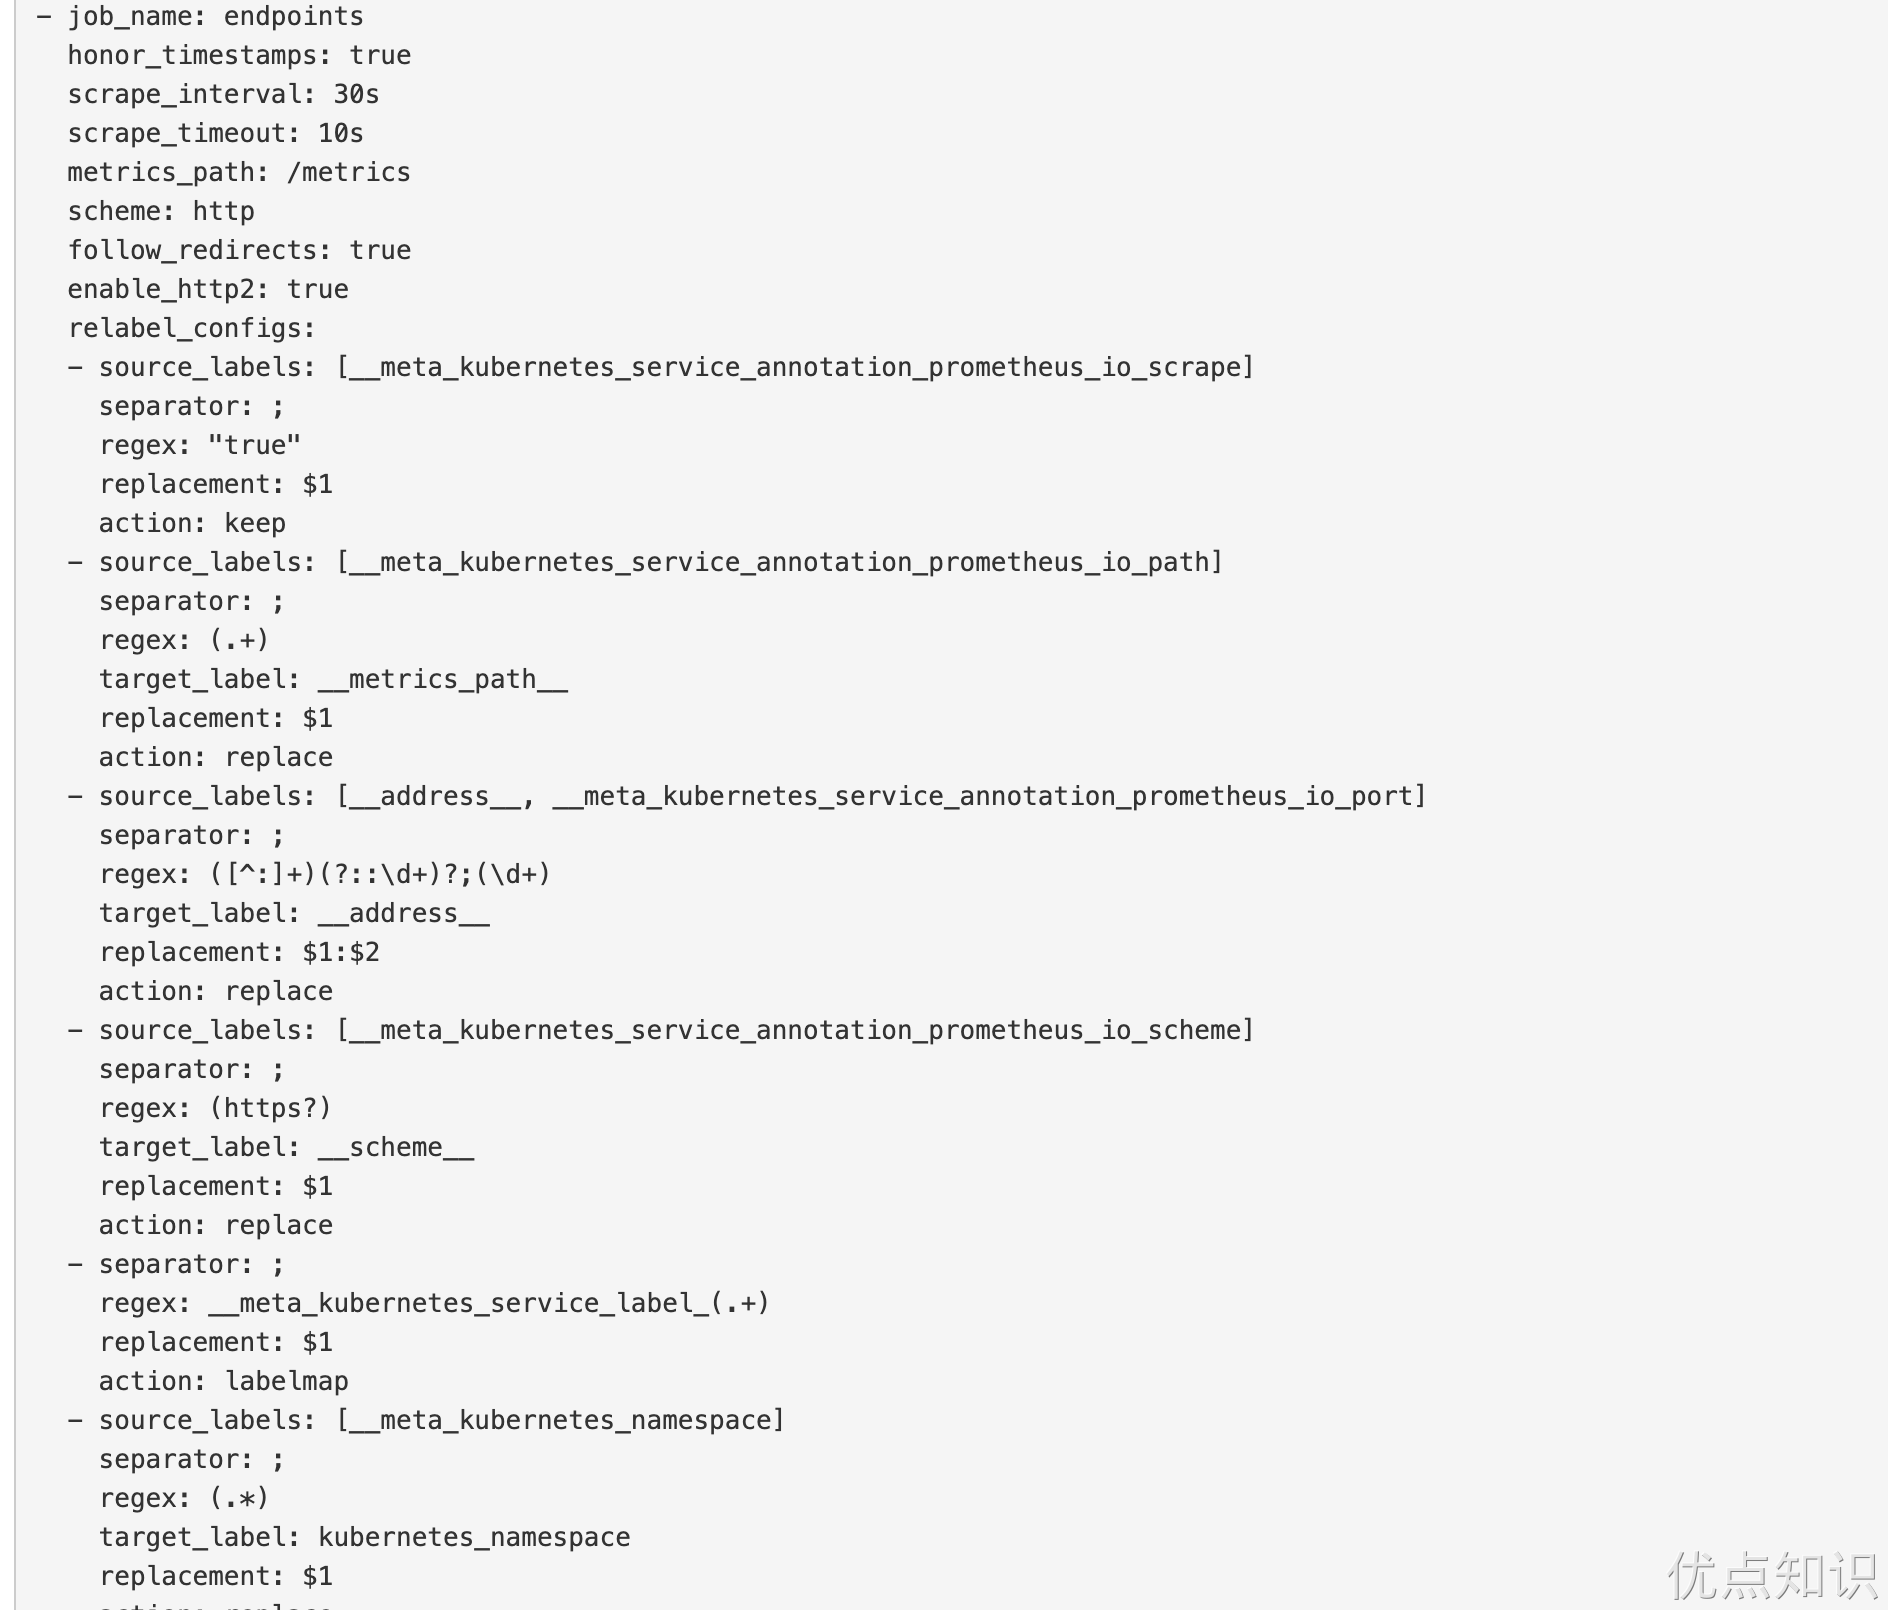 - job_name: endpoints
  honor_timestamps: true
  scrape_interval: 30s
  scrape_timeout: 10s
  metrics_path: /metrics
  scheme: http
  follow_redirects: true
  enable_http2: true
  relabel_configs:
  - source_labels: [__meta_kubernetes_service_annotation_prometheus_io_scrape]
    separator: ;
    regex: "true"
    replacement: $1
    action: keep
  - source_labels: [__meta_kubernetes_service_annotation_prometheus_io_path]
    separator: ;
    regex: (.+)
    target_label: __metrics_path__
    replacement: $1
    action: replace
  - source_labels: [__address__, __meta_kubernetes_service_annotation_prometheus_io_port]
    separator: ;
    regex: ([^:]+)(?::\d+)?;(\d+)
    target_label: __address__
    replacement: $1:$2
    action: replace
  - source_labels: [__meta_kubernetes_service_annotation_prometheus_io_scheme]
    separator: ;
    regex: (https?)
    target_label: __scheme__
    replacement: $1
    action: replace
  - separator: ;
    regex: __meta_kubernetes_service_label_(.+)
    replacement: $1
    action: labelmap
  - source_labels: [__meta_kubernetes_namespace]
    separator: ;
    regex: (.*)
    target_label: kubernetes_namespace
    replacement: $1
    action: replace
优点知识